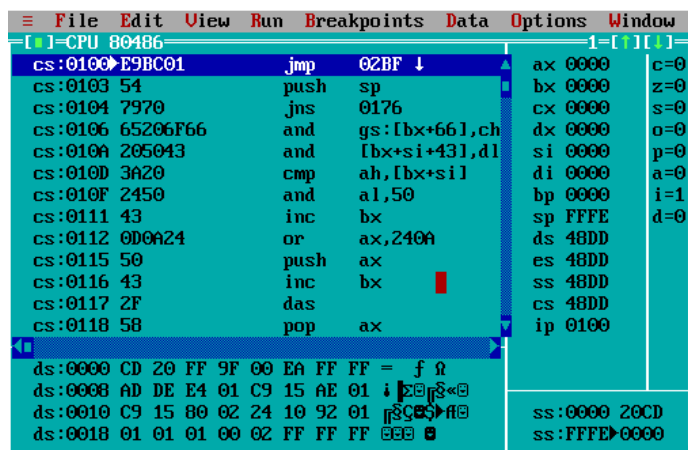 ≡ File Edit View Run Breakpoints Data Options Window
[■]=CPU 80486 1=[↑][↓]=
cs:0100►E9BC01 jmp 02BF ↓ ax 0000 c=0
cs:0103 54 push sp bx 0000 z=0
cs:0104 7970 jns 0176 cx 0000 s=0
cs:0106 65206F66 and gs:[bx+66],ch dx 0000 o=0
cs:010A 205043 and [bx+si+43],dl si 0000 p=0
cs:010D 3A20 cmp ah,[bx+si] di 0000 a=0
cs:010F 2450 and al,50 bp 0000 i=1
cs:0111 43 inc bx sp FFFE d=0
cs:0112 0D0A24 or ax,240A ds 48DD
cs:0115 50 push ax es 48DD
cs:0116 43 inc bx ss 48DD
cs:0117 2F das cs 48DD
cs:0118 58 pop ax ip 0100
ds:0000 CD 20 FF 9F 00 EA FF FF = ƒ Ω
ds:0008 AD DE E4 01 C9 15 AE 01 ¡▐Σ☺╔§«☺
ds:0010 C9 15 80 02 24 10 92 01 ╔§Ç☻$►Æ☺ ss:0000 20CD
ds:0018 01 01 01 00 02 FF FF FF ☺☺☺ ☻ ss:FFFE►0000